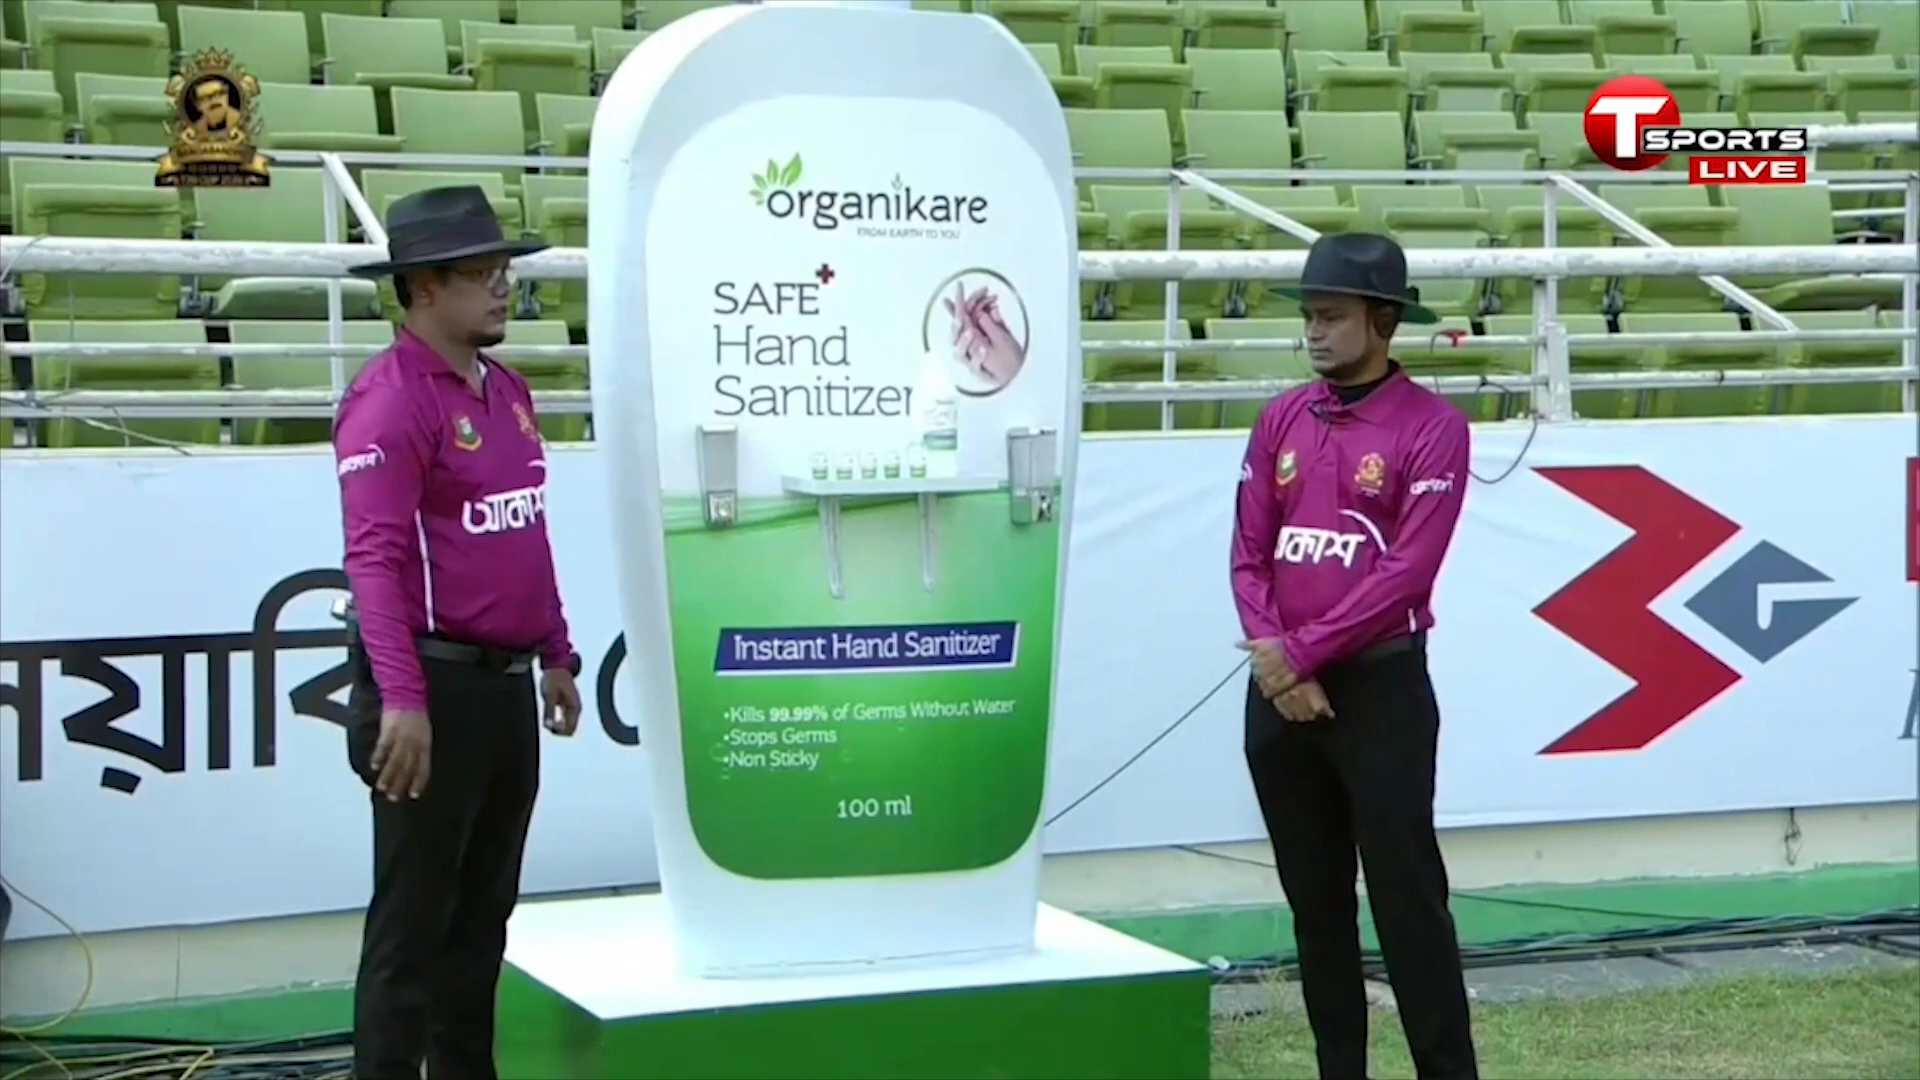 T SPORTS
LIVE
organikare
FROM EARTH TO YOU
SAFE+
Hand
Sanitizer
আকাশ
Instant Hand Sanitizer
•Kills 99.99% of Germs Without Water
•Stops Germs
•Non Sticky
100 ml